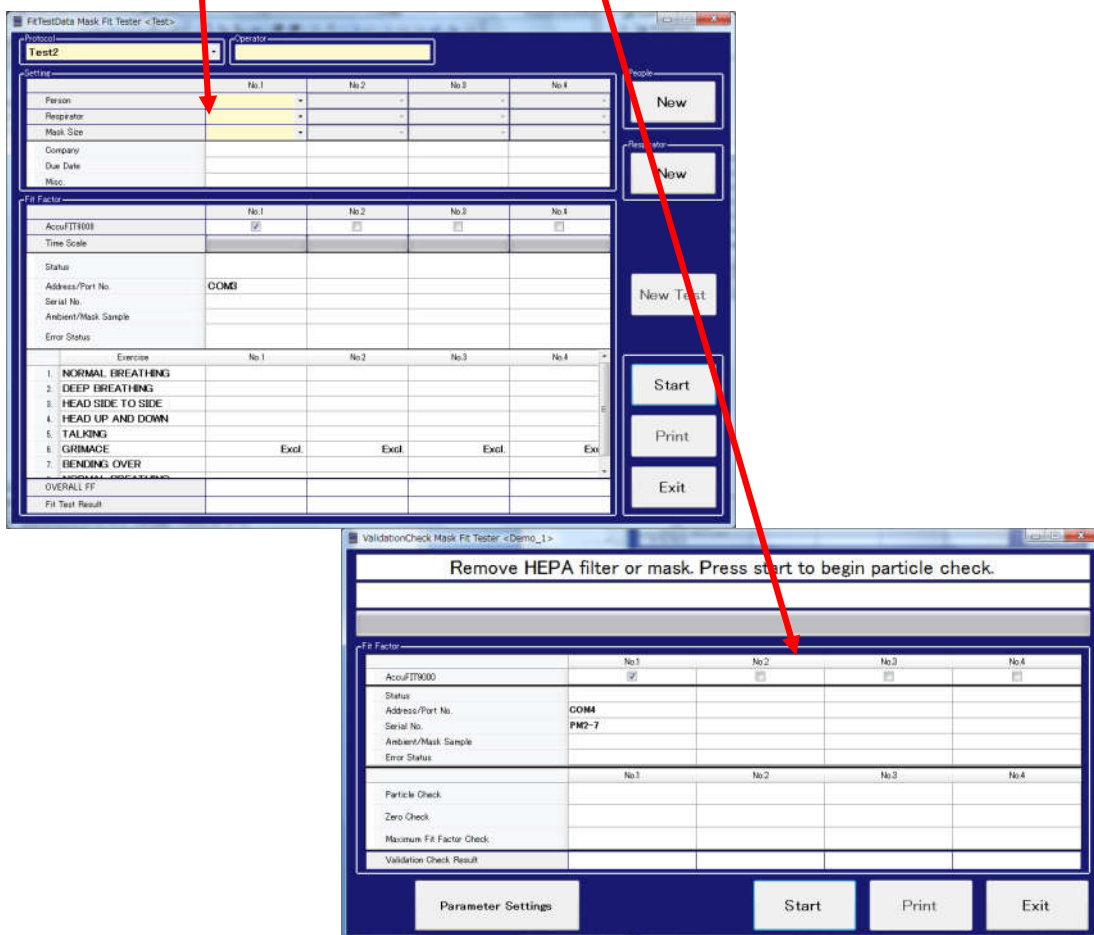 FitTestData Mask Fit Tester <Test>
Protocol
Operator
Test2
Setting
People
No.1 No.2 No.3 No.4
Person
New
Respirator
Mask Size
Company
Respirator
Due Date
New
Misc.
Fit Factor
No.1 No.2 No.3 No.4
AccuFIT9000
Time Scale
Status
Address/Port No. COM3
New Test
Serial No.
Ambient/Mask Sample
Error Status
Exercise No.1 No.2 No.3 No.4
1. NORMAL BREATHING
2. DEEP BREATHING
Start
3. HEAD SIDE TO SIDE
4. HEAD UP AND DOWN
5. TALKING
Print
6. GRIMACE Excl. Excl. Excl.
7. BENDING OVER
NORMAL BREATHING
OVERALL FF
Exit
Fit Test Result
ValidationCheck Mask Fit Tester <Demo_1>
Remove HEPA filter or mask. Press start to begin particle check.
Fit Factor
No.1 No.2 No.3 No.4
AccuFIT9000
Status
Address/Port No. COM4
Serial No. PM2-7
Ambient/Mask Sample
Error Status
No.1 No.2 No.3 No.4
Particle Check
Zero Check
Maximum Fit Factor Check
Validation Check Result
Parameter Settings Start Print Exit